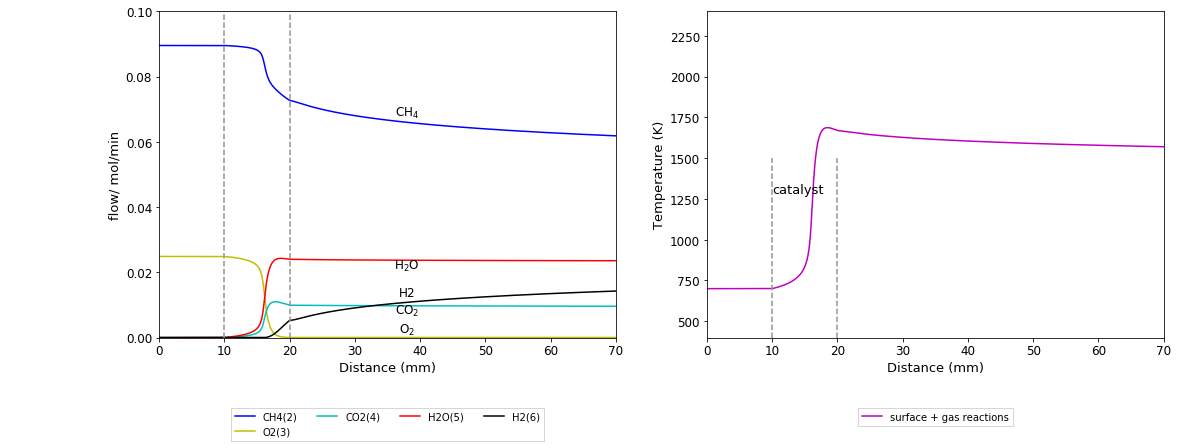 0.10
0.08
0.06
0.04
0.02
0.00
flow/ mol/min
CH4
H2O
H2
CO2
O2
0 10 20 30 40 50 60 70
Distance (mm)
CH4(2) CO2(4) H2O(5) H2(6)
O2(3)
2250
2000
1750
1500
1250
1000
750
500
Temperature (K)
catalyst
0 10 20 30 40 50 60 70
Distance (mm)
surface + gas reactions